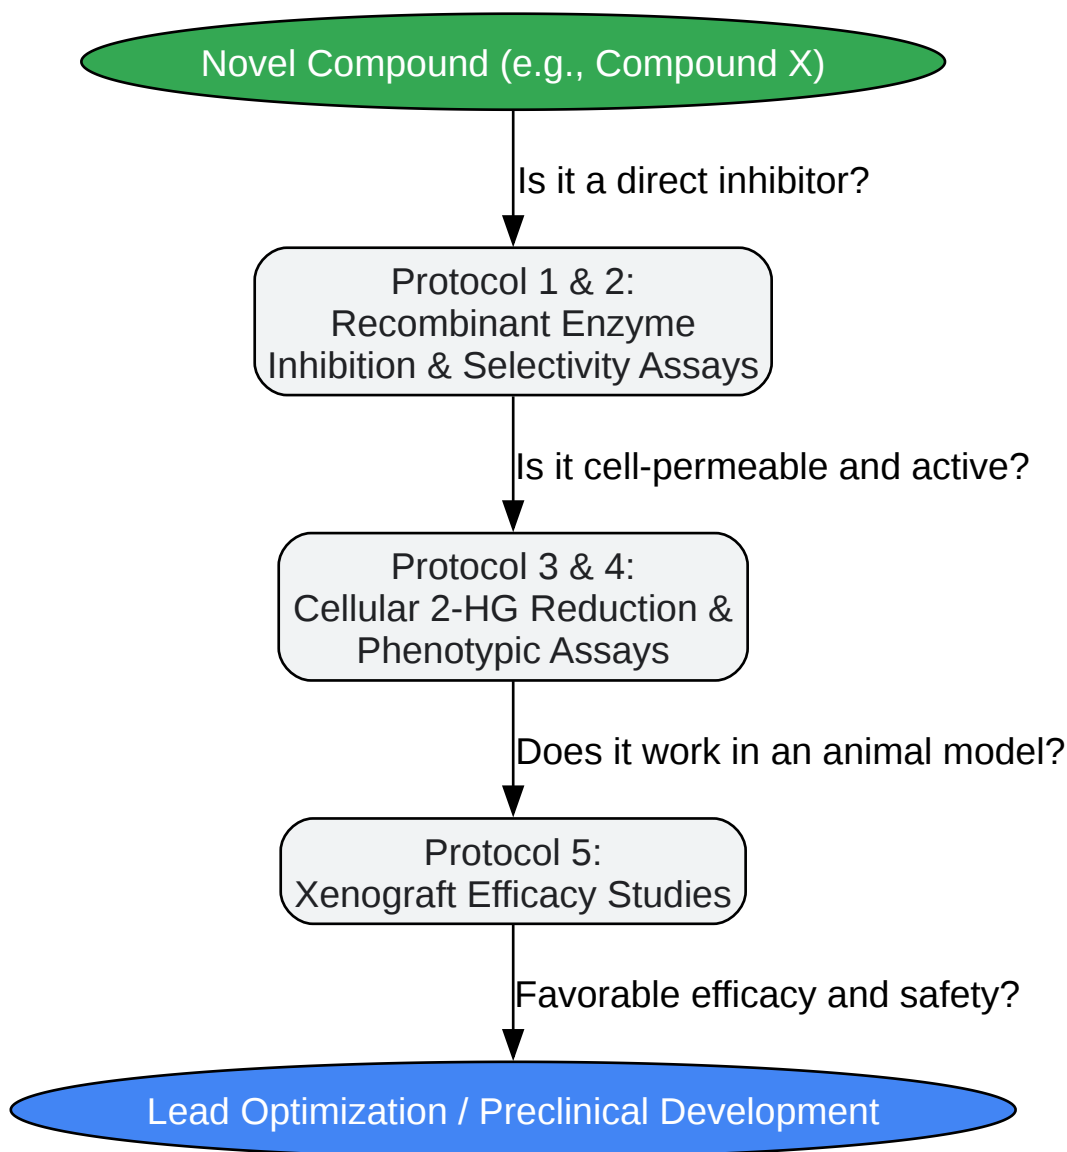 Novel Compound (e.g., Compound X)
Is it a direct inhibitor?
Protocol 1 & 2:
Recombinant Enzyme
Inhibition & Selectivity Assays
Is it cell-permeable and active?
Protocol 3 & 4:
Cellular 2-HG Reduction &
Phenotypic Assays
Does it work in an animal model?
Protocol 5:
Xenograft Efficacy Studies
Favorable efficacy and safety?
Lead Optimization / Preclinical Development